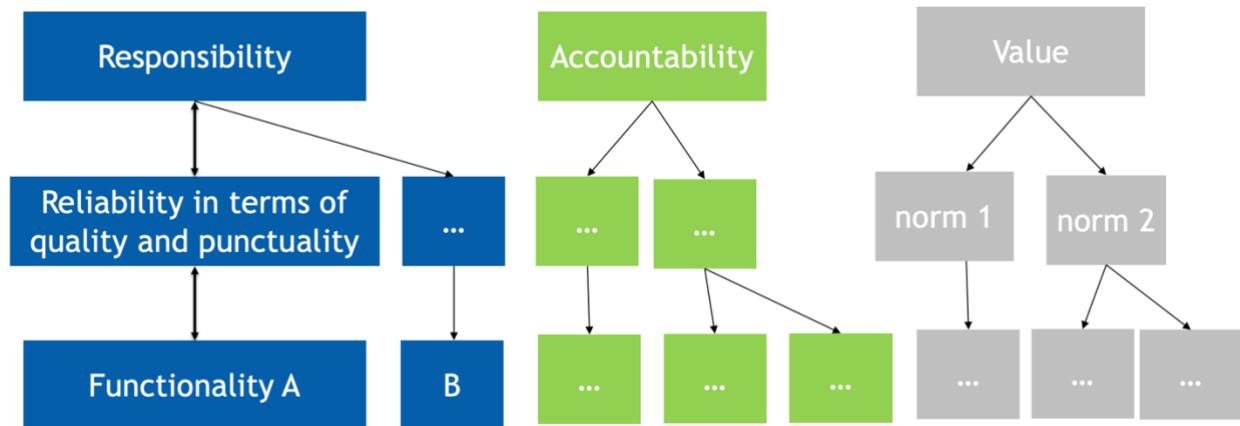 Responsibility
Accountability
Value
Reliability in terms of
quality and punctuality
...
...
...
norm 1
norm 2
Functionality A
B
...
...
...
...
...
...